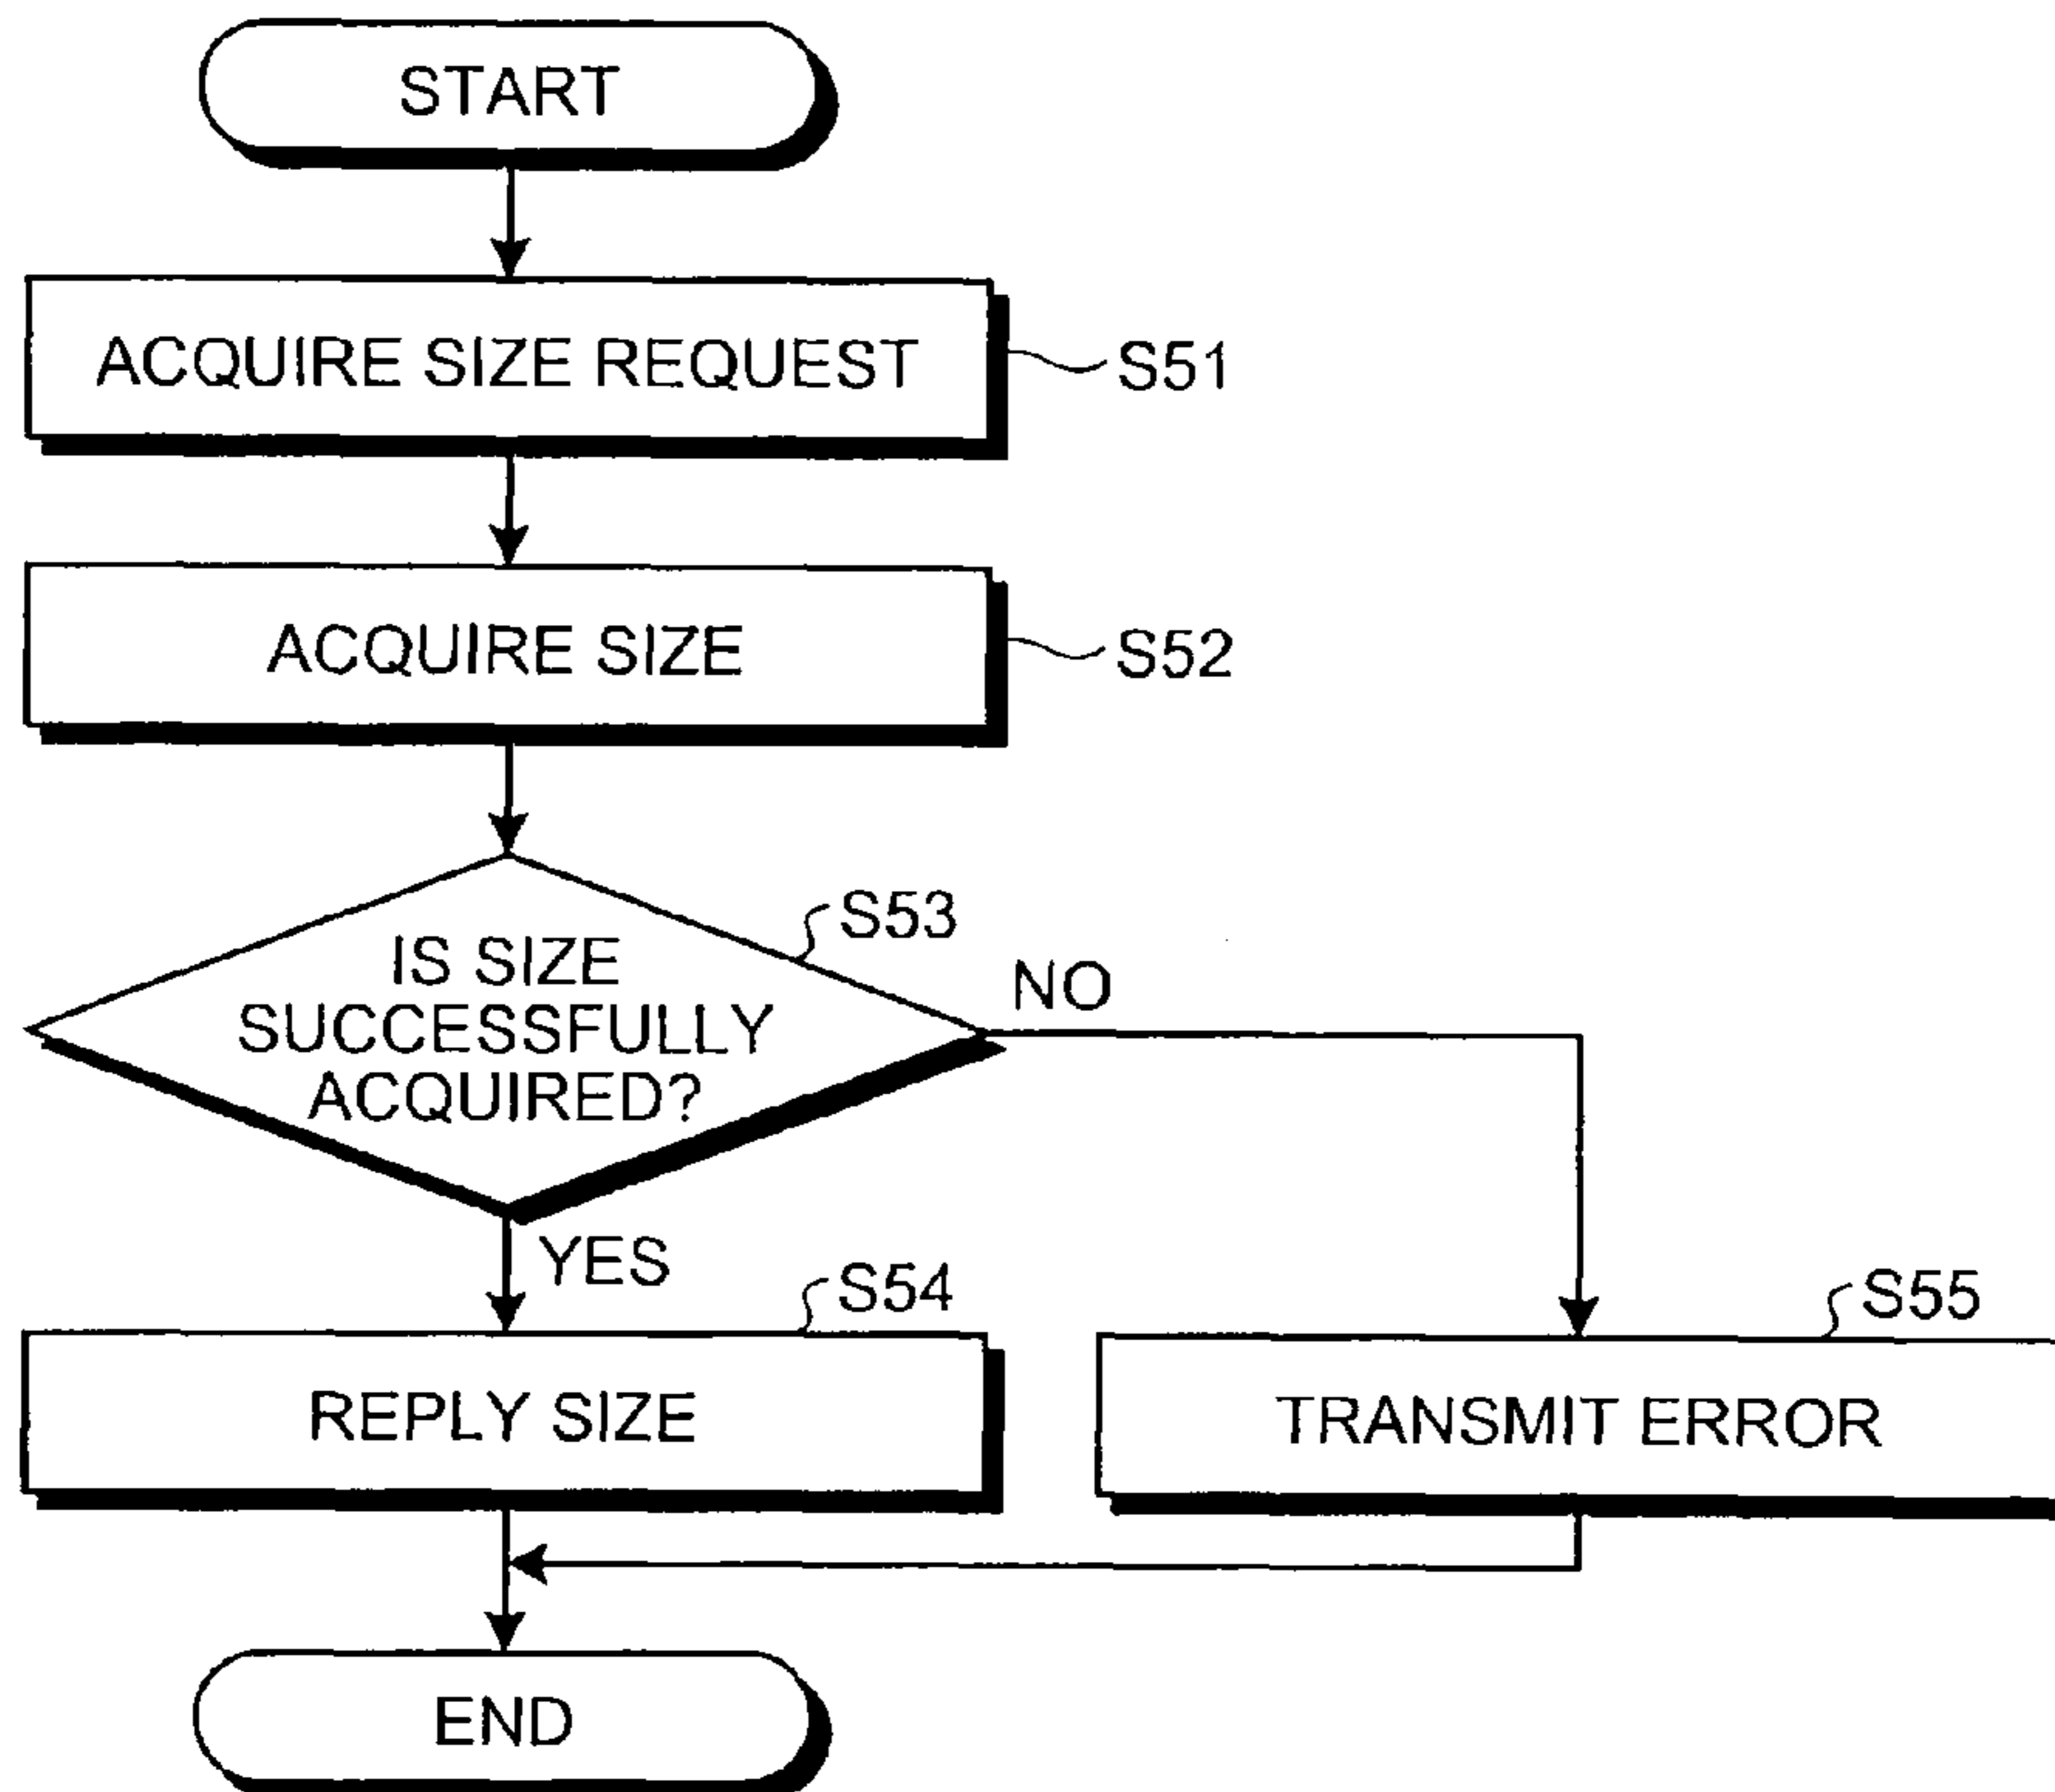 START
ACQUIRE SIZE REQUEST
S51
ACQUIRE SIZE
S52
S53
IS SIZE
SUCCESSFULLY
ACQUIRED?
NO
YES
S54
S55
REPLY SIZE
TRANSMIT ERROR
END